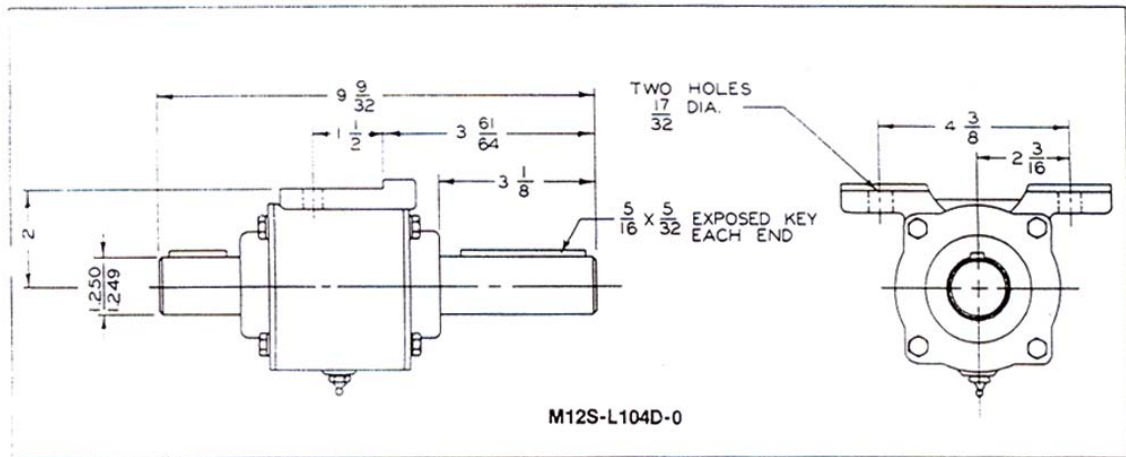 9 9/32
1 1/2
3 61/64
3 1/8
2
1.250
1.249
5/16 X 5/32 EXPOSED KEY
EACH END
TWO HOLES
17/32 DIA.
4 3/8
2 3/16
M12S-L104D-0